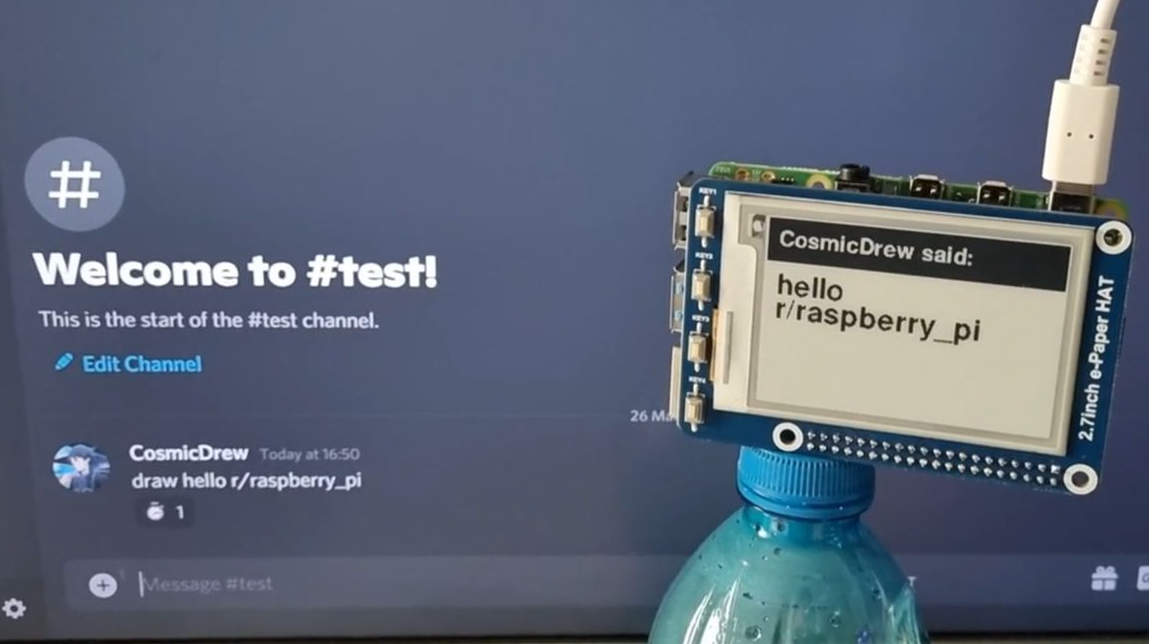 #
Welcome to #test!
This is the start of the #test channel.
Edit Channel
26 Ma
CosmicDrew Today at 16:50
draw hello r/raspberry_pi
1
Message #test
KEY1
KEY2
KEY3
KEY4
CosmicDrew said:
hello
r/raspberry_pi
2.7inch e-Paper HAT